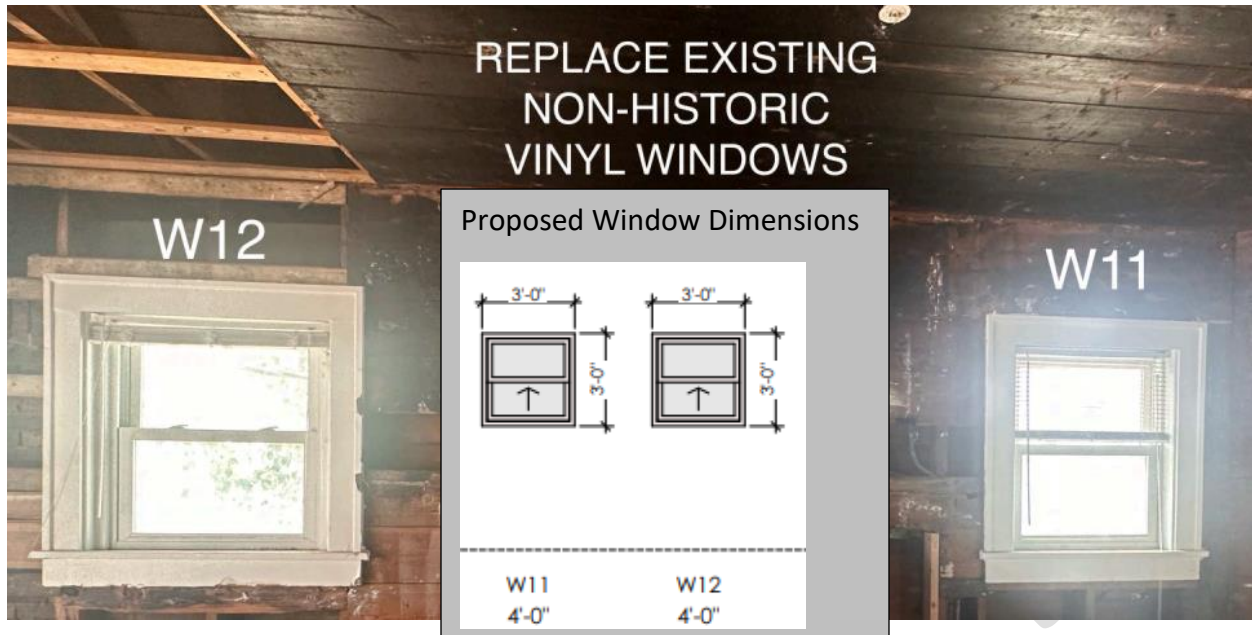 REPLACE EXISTING
NON-HISTORIC
VINYL WINDOWS
W12
W11
Proposed Window Dimensions
3'-0" 3'-0"
3'-0" 3'-0"
W11 W12
4'-0" 4'-0"